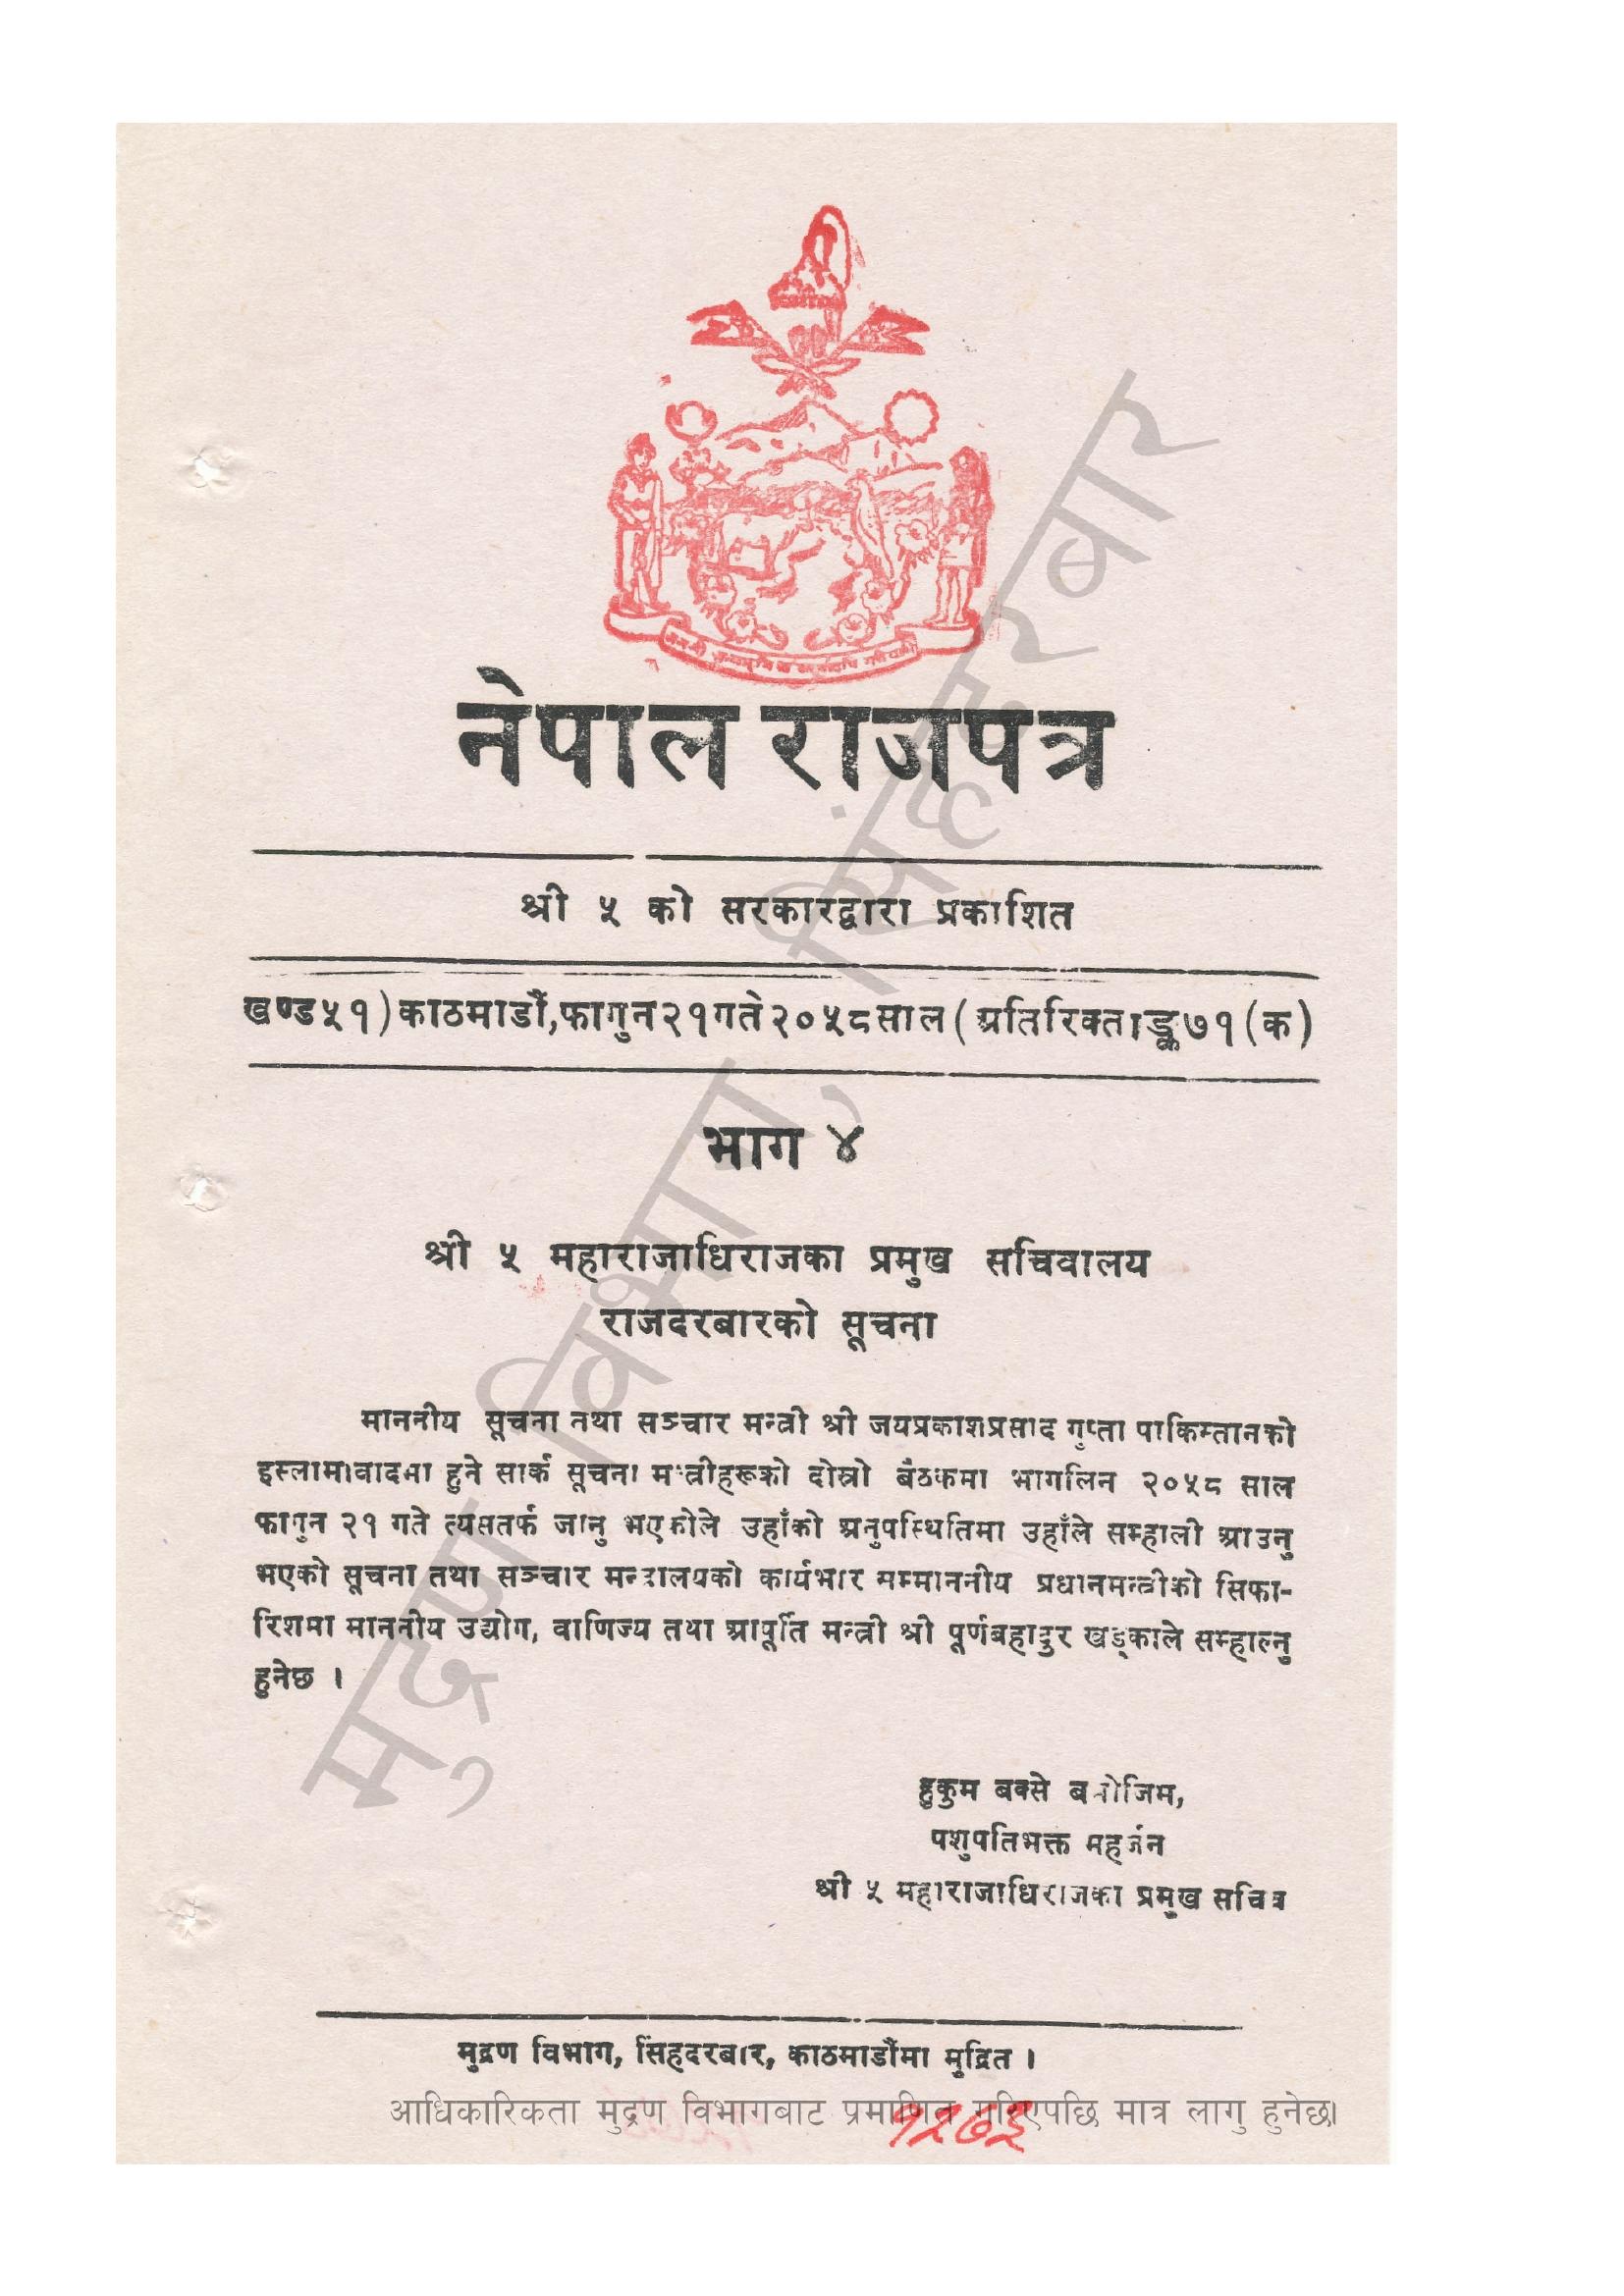 नेपाल राजपत्र
श्री ५ को सरकारद्वारा प्रकाशित
खण्ड ५१) काठमाडौं, फागुन २१ गते २०५८ साल (अतिरिक्ताङ्क ७१ (क)
भाग ४
श्री ५ महाराजाधिराजका प्रमुख सचिवालय
राजदरबारको सूचना
माननीय सूचना तथा सञ्चार मन्त्री श्री जयप्रकाशप्रसाद गुप्ता पाकिस्तानको
इस्लामावादमा हुने सार्क सूचना मन्त्रीहरूको दोस्रो बैठकमा भागलिन २०५८ साल
फागुन २१ गते त्यसतर्फ जानु भएकोले उहाँको अनुपस्थितिमा उहाँले सम्हाली आउनु
भएको सूचना तथा सञ्चार मन्त्रालयको कार्यभार सम्माननीय प्रधानमन्त्रीको सिफा-
रिशमा माननीय उद्योग, वाणिज्य तथा आपूर्ति मन्त्री श्री पूर्णबहादुर खड्काले सम्हाल्नु
हुनेछ ।
हुकुम बक्से बमोजिम,
पशुपतिभक्त महर्जन
श्री ५ महाराजाधिराजका प्रमुख सचिव
मुद्रण विभाग, सिंहदरबार, काठमाडौंमा मुद्रित ।
आधिकारिकता मुद्रण विभागबाट प्रमाणित गरिएपछि मात्र लागु हुनेछ।
मुद्रण विभाग, सिंहदरबार